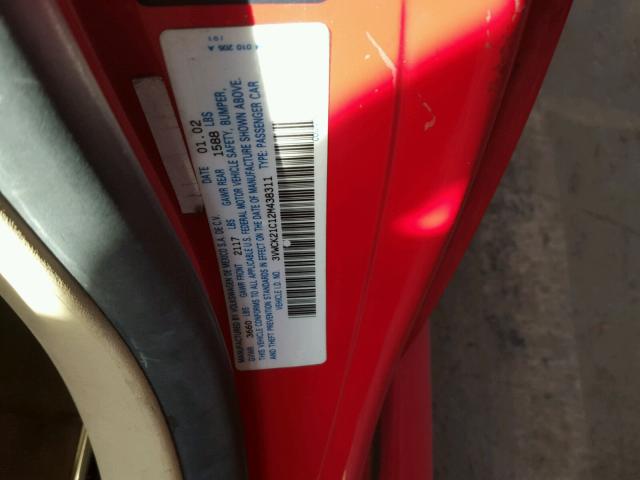 MANUFACTURED BY VOLKSWAGEN DE MEXICO S.A. DE C.V. DATE 01.02
GVWR 3660 LBS GAWR FRONT 2117 LBS GAWR REAR 1588 LBS
THIS VEHICLE CONFORMS TO ALL APPLICABLE U.S. FEDERAL MOTOR VEHICLE SAFETY, BUMPER,
AND THEFT PREVENTION STANDARDS IN EFFECT ON THE DATE OF MANUFACTURE SHOWN ABOVE.
VEHICLE I.D. NO. 3VWCK21C12M438311 TYPE: PASSENGER CAR
010 205 A